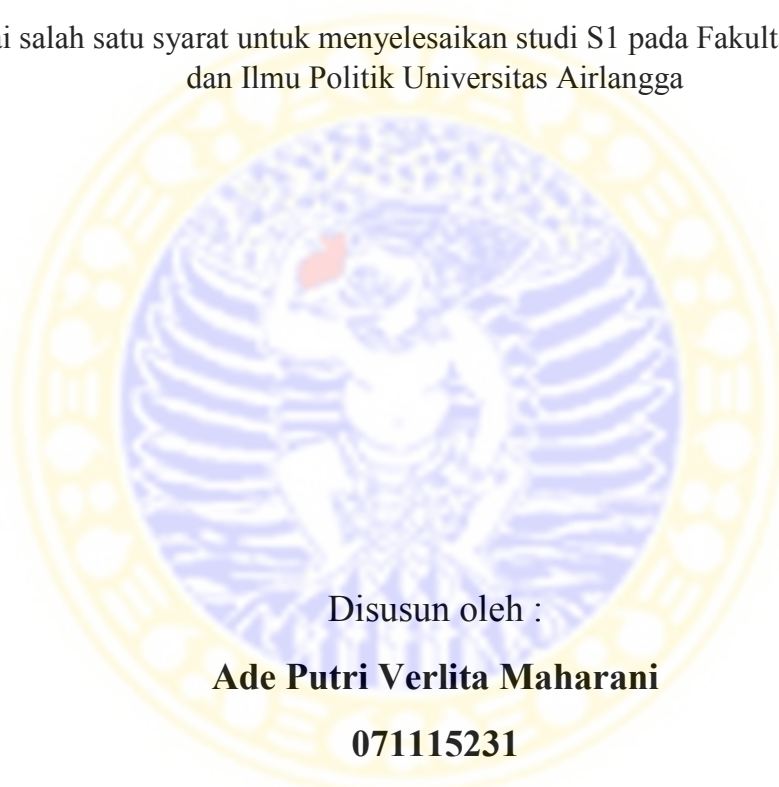 i salah satu syarat untuk menyelesaikan studi S1 pada Fakult
dan Ilmu Politik Universitas Airlangga
Disusun oleh :
Ade Putri Verlita Maharani
071115231